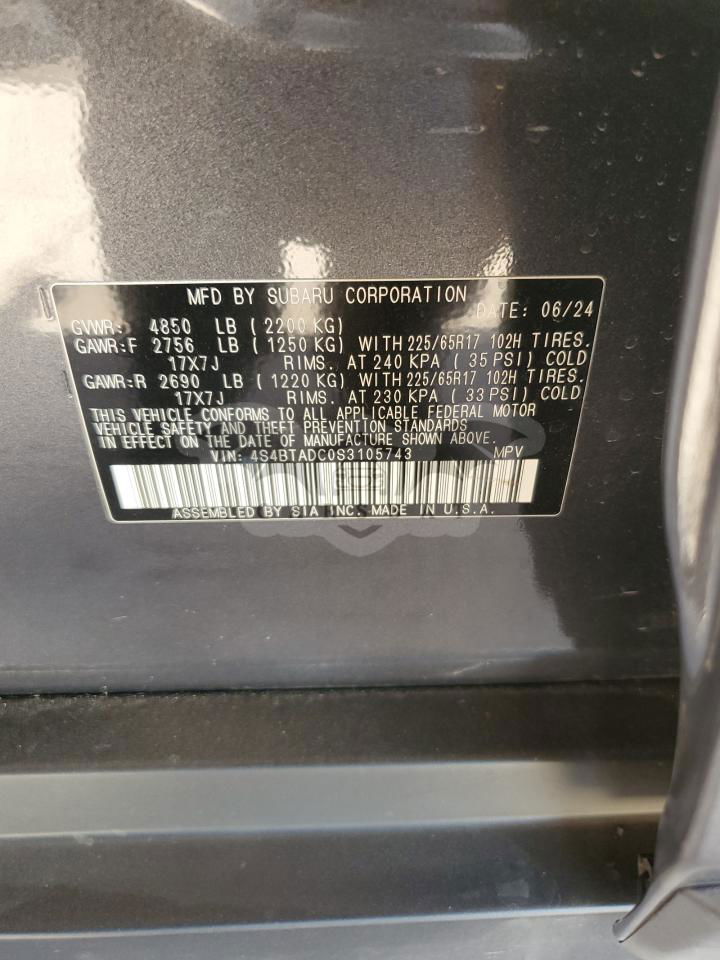 MFD BY SUBARU CORPORATION DATE: 06/24
GVWR: 4850 LB ( 2200 KG)
GAWR:F 2756 LB ( 1250 KG) WITH 225/65R17 102H TIRES.
17X7J RIMS. AT 240 KPA ( 35 PSI) COLD
GAWR:R 2690 LB ( 1220 KG) WITH 225/65R17 102H TIRES.
17X7J RIMS. AT 230 KPA ( 33 PSI) COLD
THIS VEHICLE CONFORMS TO ALL APPLICABLE FEDERAL MOTOR
VEHICLE SAFETY AND THEFT PREVENTION STANDARDS
IN EFFECT ON THE DATE OF MANUFACTURE SHOWN ABOVE.
VIN: 4S4BTADC0S3105743 MPV
ASSEMBLED BY SIA INC. MADE IN U.S.A.